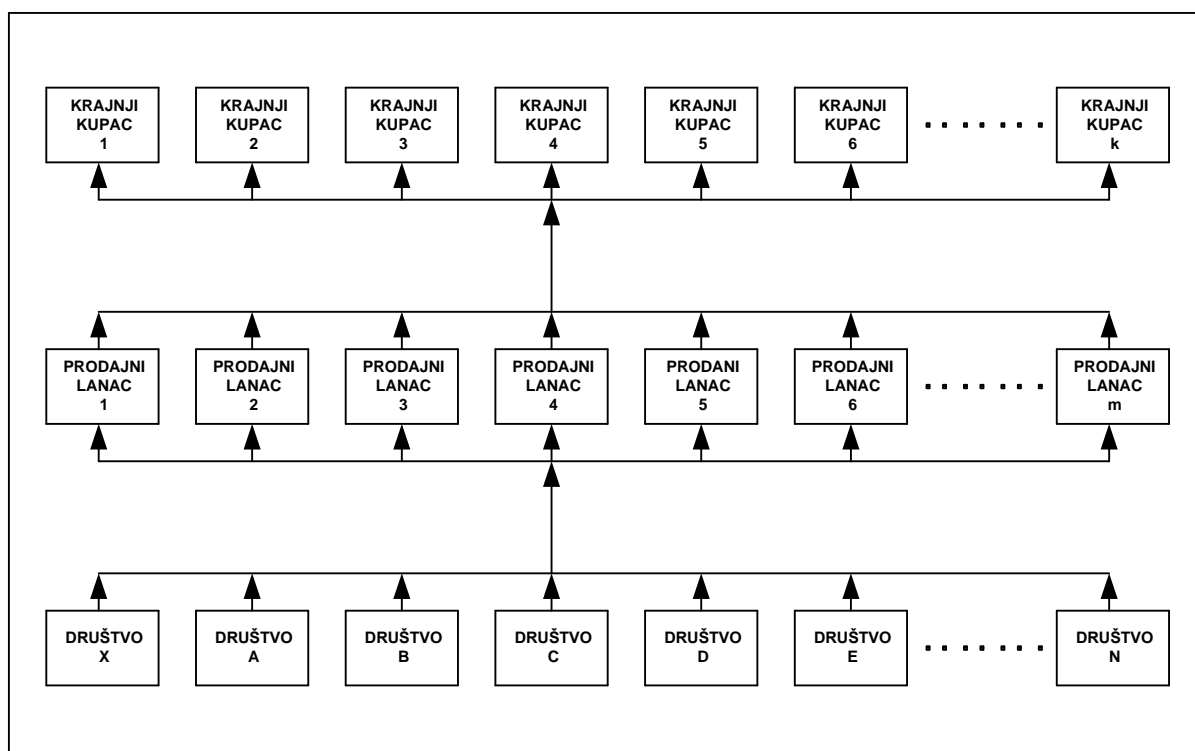 KRAJNJI
KUPAC
1
KRAJNJI
KUPAC
2
KRAJNJI
KUPAC
3
KRAJNJI
KUPAC
4
KRAJNJI
KUPAC
5
KRAJNJI
KUPAC
6
KRAJNJI
KUPAC
k
PRODAJNI
LANAC
1
PRODAJNI
LANAC
2
PRODAJNI
LANAC
3
PRODAJNI
LANAC
4
PRODANI
LANAC
5
PRODAJNI
LANAC
6
PRODAJNI
LANAC
m
DRUŠTVO
X
DRUŠTVO
A
DRUŠTVO
B
DRUŠTVO
C
DRUŠTVO
D
DRUŠTVO
E
DRUŠTVO
N